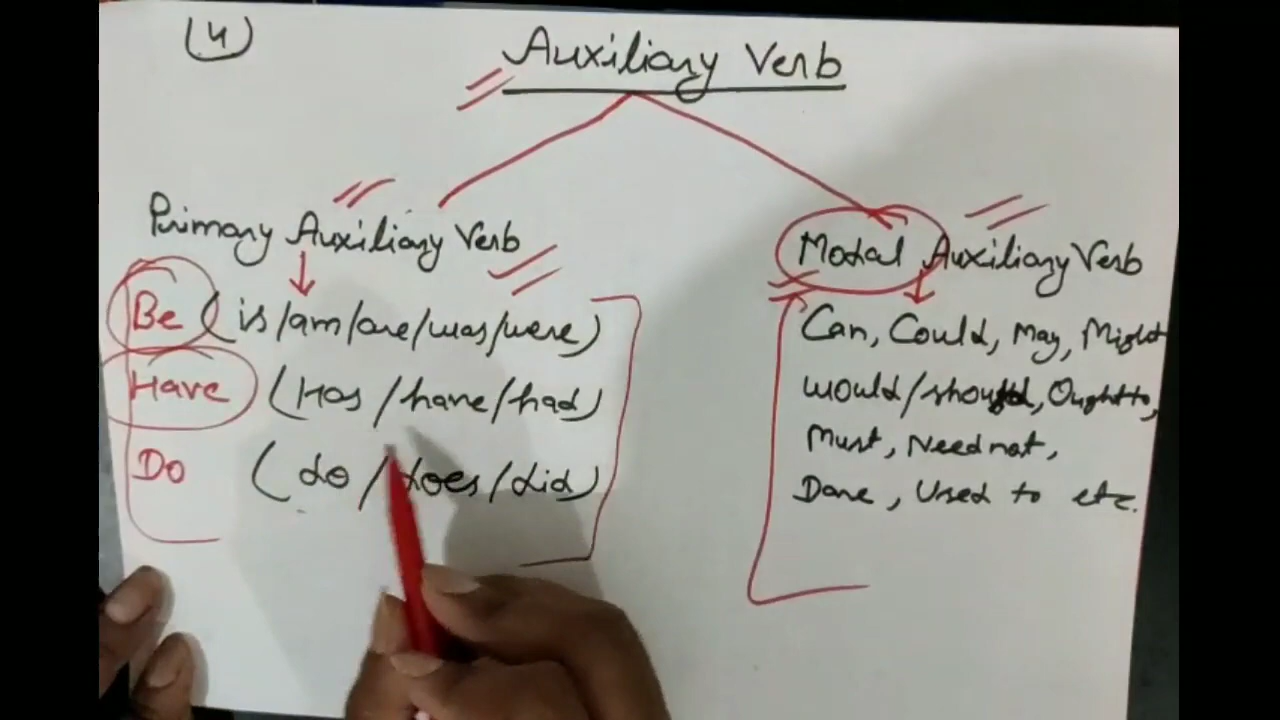 (4)
Auxiliary Verb
Primary Auxiliary Verb
Be (is/am/are/was/were)
Have (Has/have/had)
Do (do/does/did)
Modal Auxiliary Verb
Can, Could, May, Might
would/should, Ought to,
Must, Need not,
Dare, Used to etc.